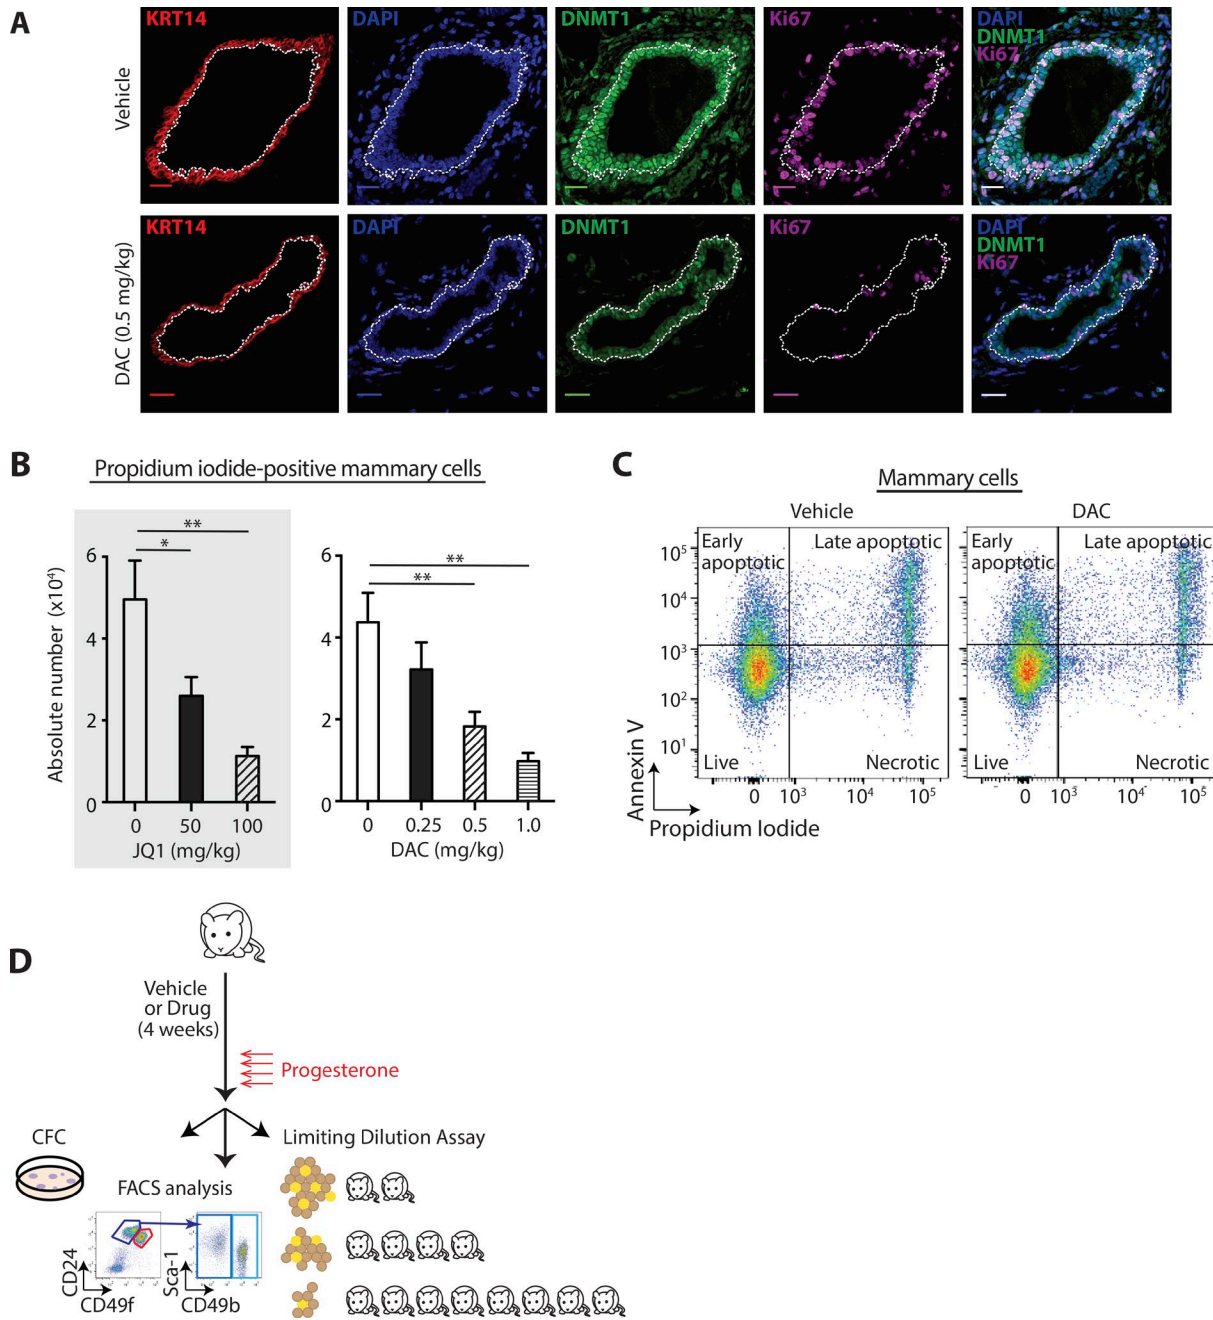 A
KRT14
DAPI
DNMT1
Ki67
DAPI
DNMT1
Ki67
Vehicle
KRT14
DAPI
DNMT1
Ki67
DAPI
DNMT1
Ki67
DAC (0.5 mg/kg)
B
Propidium iodide-positive mammary cells
Absolute number (x10⁴)
**
*
6
4
2
0
0 50 100
JQ1 (mg/kg)
**
**
6
4
2
0
0 0.25 0.5 1.0
DAC (mg/kg)
C
Mammary cells
Vehicle
DAC
Early apoptotic
Late apoptotic
Live
Necrotic
10⁵
10⁴
10³
10²
10¹
0 10³ 10⁴ 10⁵
Early apoptotic
Late apoptotic
Live
Necrotic
0 10³ 10⁴ 10⁵
Annexin V
Propidium Iodide
D
Vehicle
or Drug
(4 weeks)
Progesterone
CFC
FACS analysis
Limiting Dilution Assay
CD24
CD49f
Sca-1
CD49b